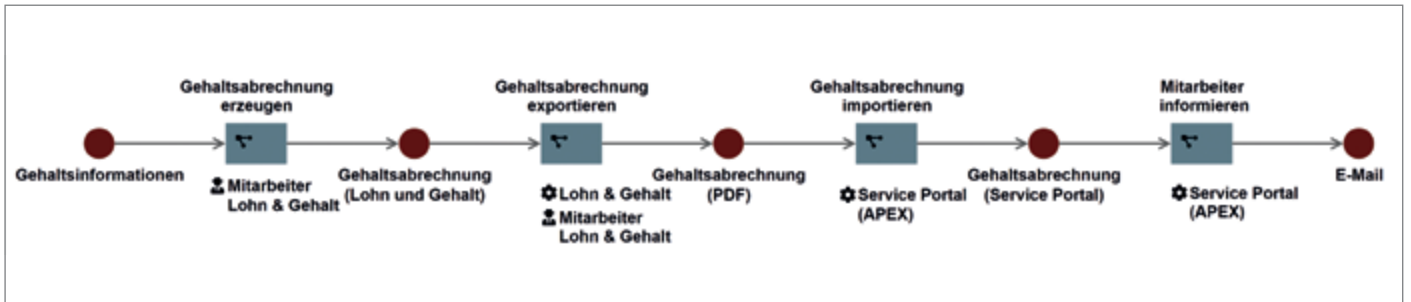 Gehaltsabrechnung
erzeugen
Gehaltsabrechnung
exportieren
Gehaltsabrechnung
importieren
Mitarbeiter
informieren
Gehaltsinformationen
Mitarbeiter
Lohn & Gehalt
Gehaltsabrechnung
(Lohn und Gehalt)
Lohn & Gehalt
Mitarbeiter
Lohn & Gehalt
Gehaltsabrechnung
(PDF)
Service Portal
(APEX)
Gehaltsabrechnung
(Service Portal)
Service Portal
(APEX)
E-Mail